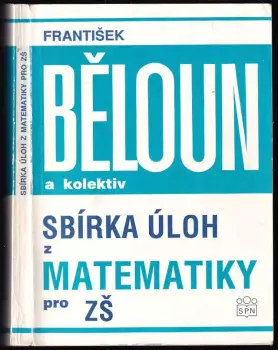 SBÍRKA ÚLOH Z MATEMATIKY PRO ZŠ
FRANTIŠEK
BĚLOUN
a kolektiv
SBÍRKA ÚLOH
z
MATEMATIKY
pro ZŠ
SPN